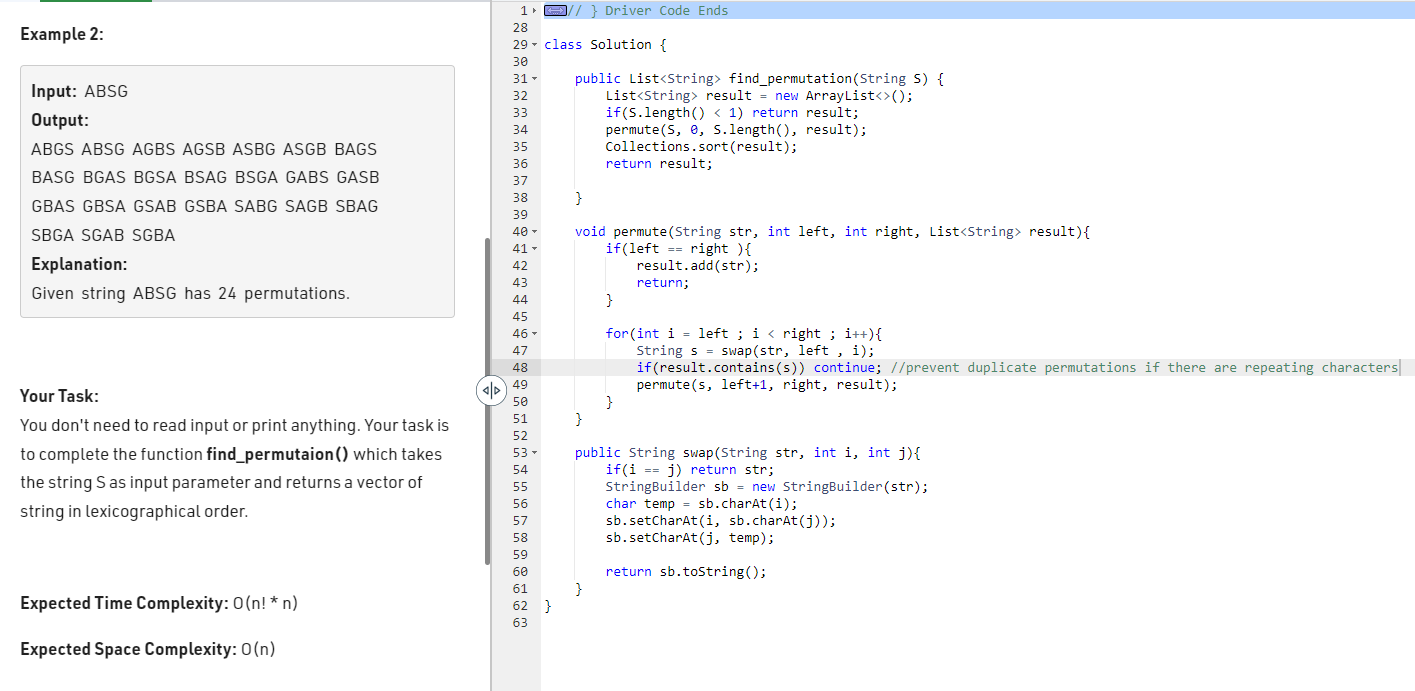 Example 2:
Input: ABSG
Output:
ABGS ABSG AGBS AGSB ASBG ASGB BAGS
BASG BGAS BGSA BSAG BSGA GABS GASB
GBAS GBSA GSAB GSBA SABG SAGB SBAG
SBGA SGAB SGBA
Explanation:
Given string ABSG has 24 permutations.
Your Task:
You don't need to read input or print anything. Your task is
to complete the function find_permutaion() which takes
the string S as input parameter and returns a vector of
string in lexicographical order.
Expected Time Complexity: O(n! * n)
Expected Space Complexity: O(n)
1 // } Driver Code Ends
28
29 class Solution {
30
31 public List<String> find_permutation(String S) {
32 List<String> result = new ArrayList<>();
33 if(S.length() < 1) return result;
34 permute(S, 0, S.length(), result);
35 Collections.sort(result);
36 return result;
37
38 }
39
40 void permute(String str, int left, int right, List<String> result){
41 if(left == right ){
42 result.add(str);
43 return;
44 }
45
46 for(int i = left ; i < right ; i++){
47 String s = swap(str, left , i);
48 if(result.contains(s)) continue; //prevent duplicate permutations if there are repeating characters
49 permute(s, left+1, right, result);
50 }
51 }
52
53 public String swap(String str, int i, int j){
54 if(i == j) return str;
55 StringBuilder sb = new StringBuilder(str);
56 char temp = sb.charAt(i);
57 sb.setCharAt(i, sb.charAt(j));
58 sb.setCharAt(j, temp);
59
60 return sb.toString();
61 }
62 }
63